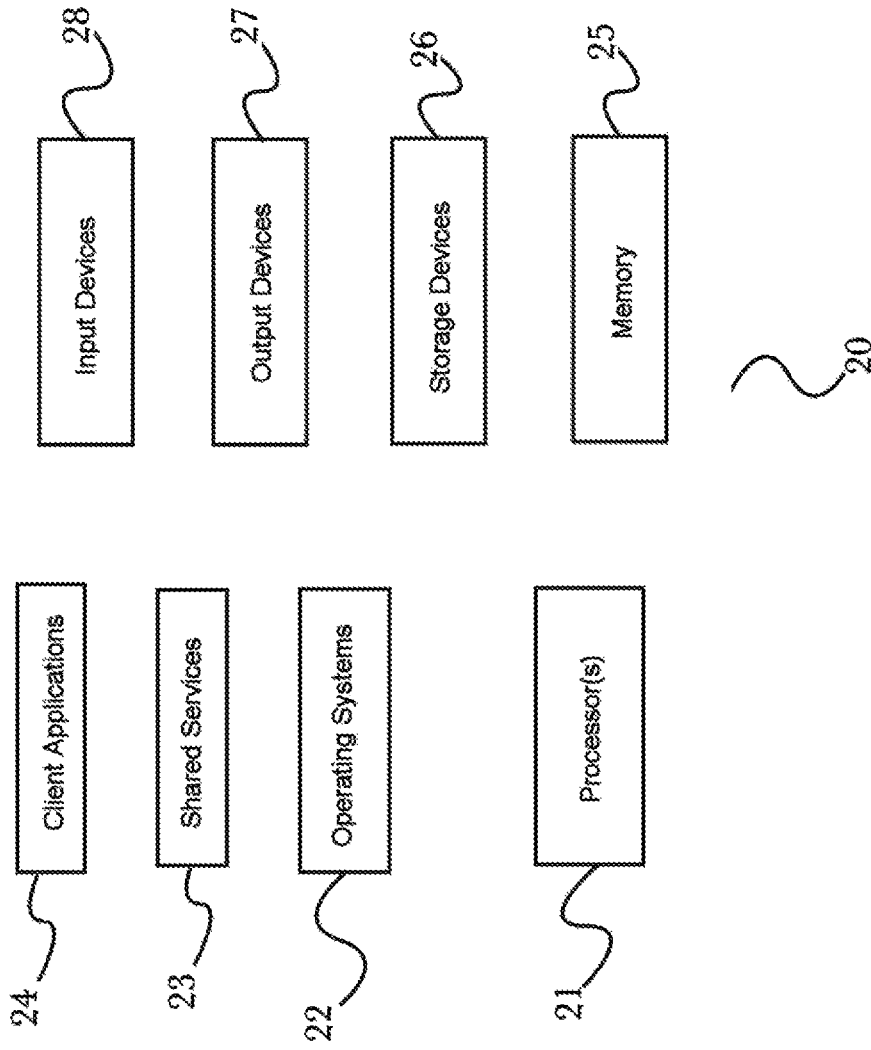 24
Client Applications
23
Shared Services
22
Operating Systems
21
Processor(s)
Input Devices
28
Output Devices
27
Storage Devices
26
Memory
25
20